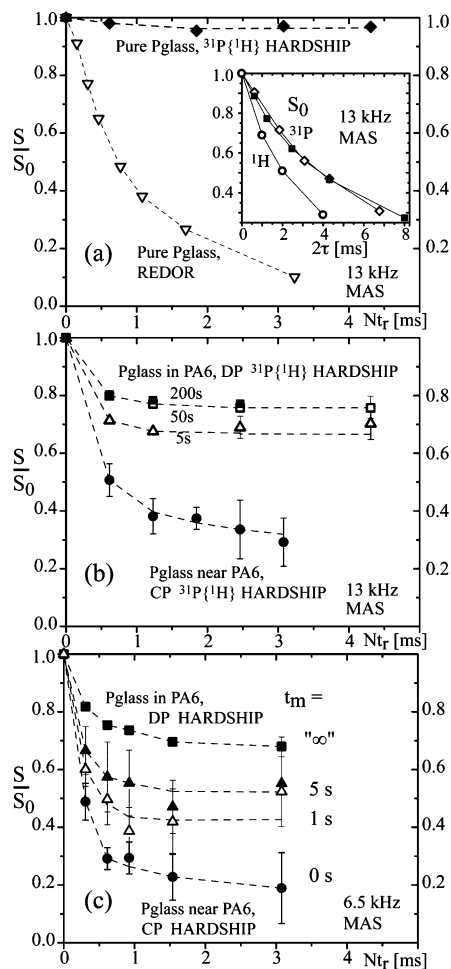 1.0
0.8
0.6
0.4
0.2
0.0
S
S0
Pure Pglass, ³¹P{¹H} HARDSHIP
1.0
0.8
0.6
0.4
0
2
4
6
8
2τ [ms]
S0
³¹P
¹H
13 kHz
MAS
(a)
Pure Pglass,
REDOR
13 kHz
MAS
1.0
0.8
0.4
0.2
0.0
0
1
2
3
4
Ntr [ms]
1.0
0.8
0.6
0.4
0.2
0.0
S
S0
Pglass in PA6, DP ³¹P{¹H} HARDSHIP
200s
50s
5s
(b)
Pglass near PA6,
CP ³¹P{¹H} HARDSHIP
13 kHz
MAS
0.8
0.6
0.4
0.2
0
1
2
3
4
Ntr [ms]
1.0
0.8
0.6
0.4
0.2
0.0
S
S0
Pglass in PA6,
DP HARDSHIP
tm =
"∞"
5 s
1 s
0 s
(c)
Pglass near PA6,
CP HARDSHIP
6.5 kHz
MAS
0.8
0.6
0.4
0.2
0
1
2
3
4
Ntr [ms]